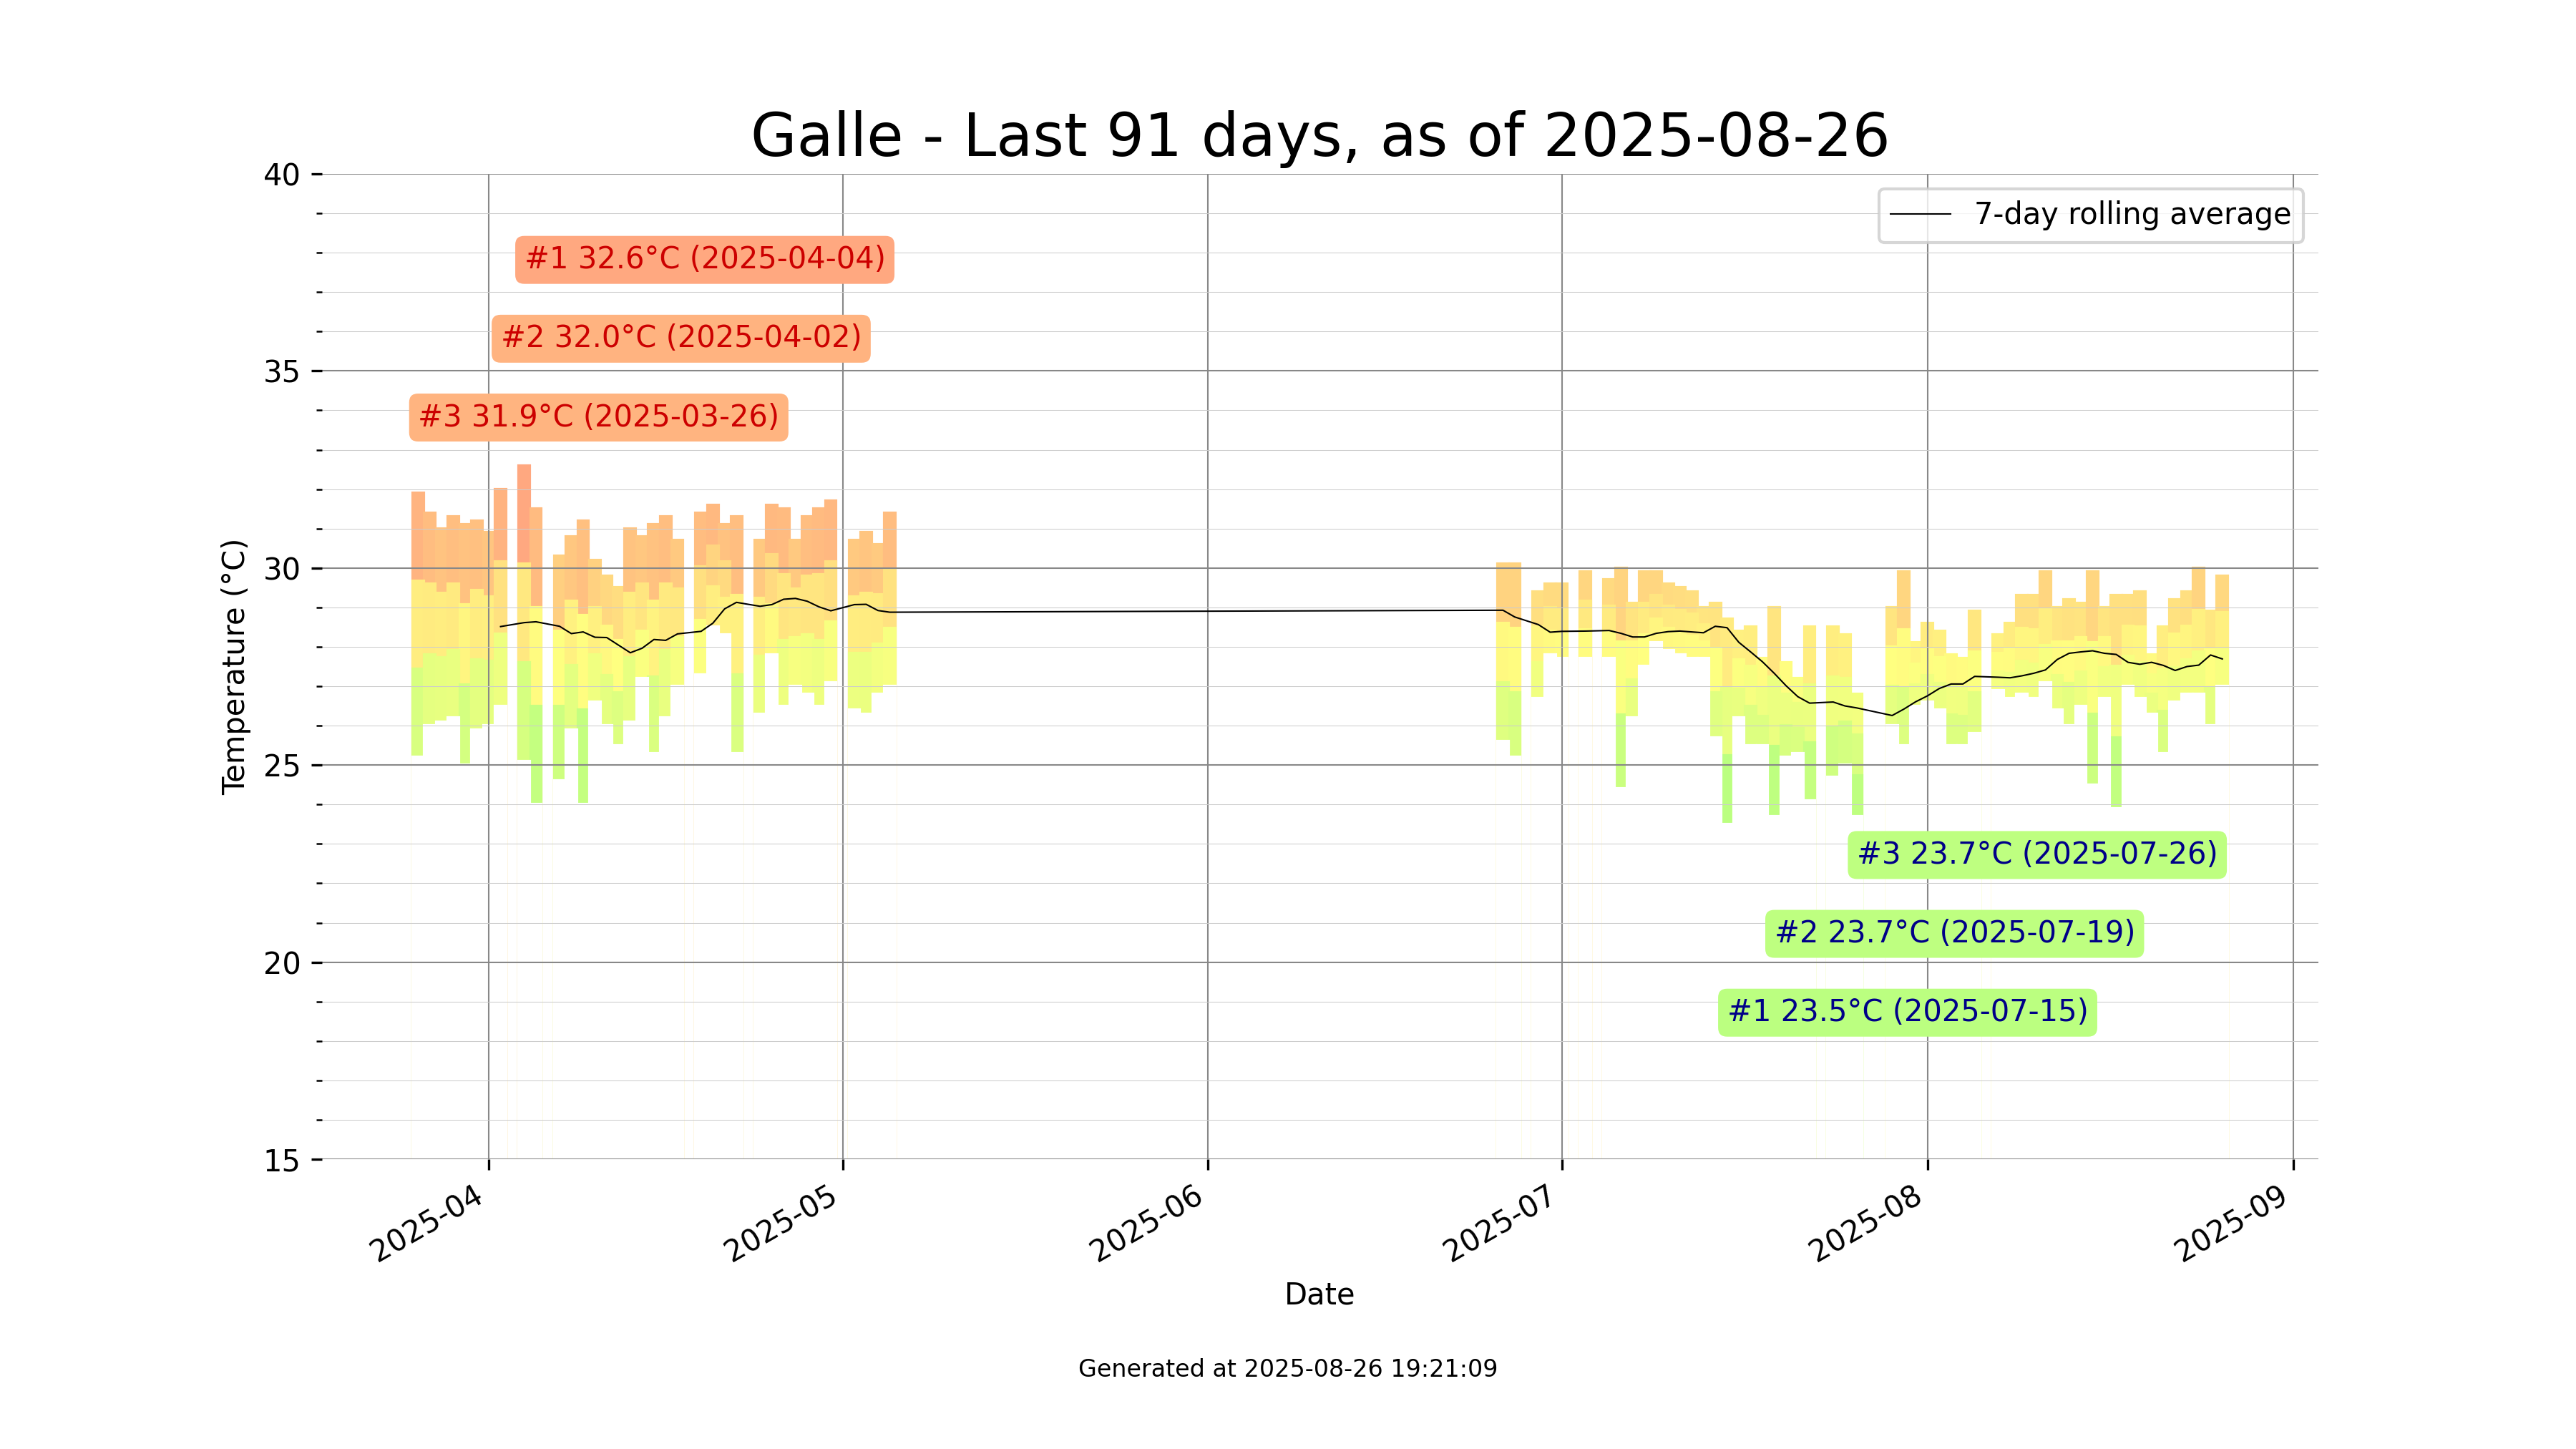 Galle - Last 91 days, as of 2025-08-26
7-day rolling average
#1 32.6°C (2025-04-04)
#2 32.0°C (2025-04-02)
#3 31.9°C (2025-03-26)
#3 23.7°C (2025-07-26)
#2 23.7°C (2025-07-19)
#1 23.5°C (2025-07-15)
Temperature (°C)
40
35
30
25
20
15
2025-04
2025-05
2025-06
2025-07
2025-08
2025-09
Date
Generated at 2025-08-26 19:21:09